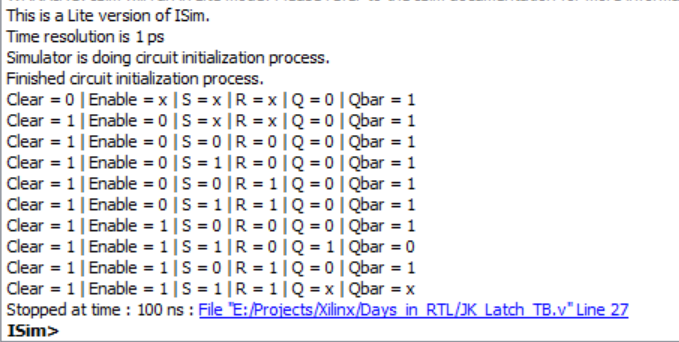 This is a Lite version of ISim.
Time resolution is 1 ps
Simulator is doing circuit initialization process.
Finished circuit initialization process.
Clear = 0 | Enable = x | S = x | R = x | Q = 0 | Qbar = 1
Clear = 1 | Enable = 0 | S = x | R = x | Q = 0 | Qbar = 1
Clear = 1 | Enable = 0 | S = 0 | R = 0 | Q = 0 | Qbar = 1
Clear = 1 | Enable = 0 | S = 1 | R = 0 | Q = 0 | Qbar = 1
Clear = 1 | Enable = 0 | S = 0 | R = 1 | Q = 0 | Qbar = 1
Clear = 1 | Enable = 0 | S = 1 | R = 1 | Q = 0 | Qbar = 1
Clear = 1 | Enable = 1 | S = 0 | R = 0 | Q = 0 | Qbar = 1
Clear = 1 | Enable = 1 | S = 1 | R = 0 | Q = 1 | Qbar = 0
Clear = 1 | Enable = 1 | S = 0 | R = 1 | Q = 0 | Qbar = 1
Clear = 1 | Enable = 1 | S = 1 | R = 1 | Q = x | Qbar = x
Stopped at time : 100 ns : File "E:/Projects/Xilinx/Days_in_RTL/JK_Latch_TB.v" Line 27
ISim>